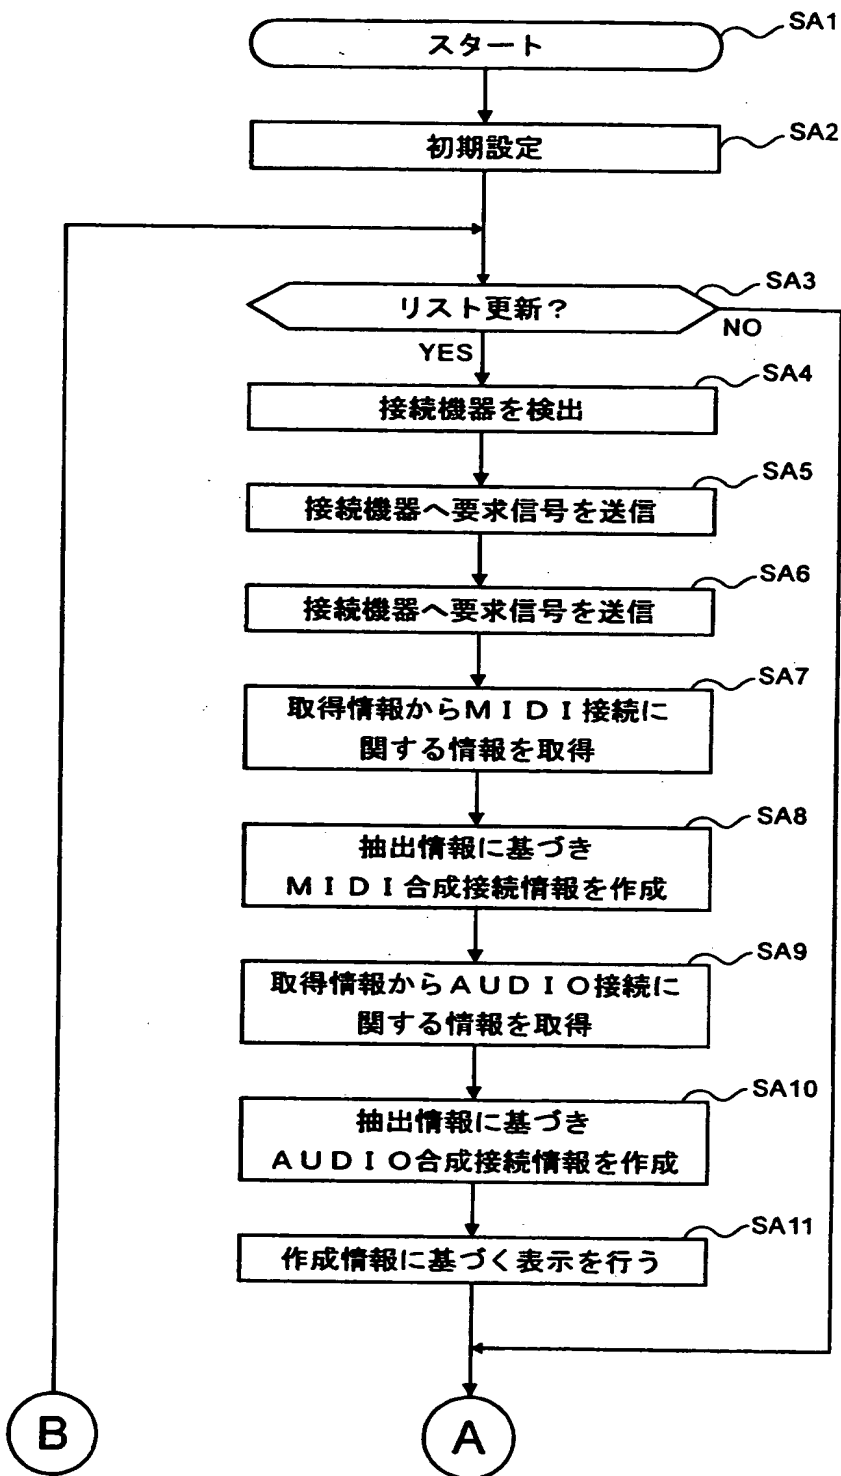 スタート
SA1
初期設定
SA2
リスト更新？
SA3
NO
YES
接続機器を検出
SA4
接続機器へ要求信号を送信
SA5
接続機器へ要求信号を送信
SA6
取得情報からＭＩＤＩ接続に
関する情報を取得
SA7
抽出情報に基づき
ＭＩＤＩ合成接続情報を作成
SA8
取得情報からＡＵＤＩＯ接続に
関する情報を取得
SA9
抽出情報に基づき
ＡＵＤＩＯ合成接続情報を作成
SA10
作成情報に基づく表示を行う
SA11
B
A